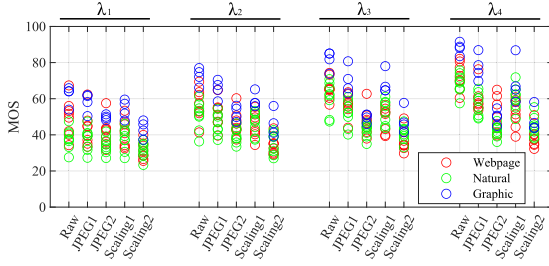 λ1 λ2 λ3 λ4
100
80
60
40
20
0
MOS
Webpage
Natural
Graphic
Raw JPEG1 JPEG2 Scaling1 Scaling2 Raw JPEG1 JPEG2 Scaling1 Scaling2 Raw JPEG1 JPEG2 Scaling1 Scaling2 Raw JPEG1 JPEG2 Scaling1 Scaling2